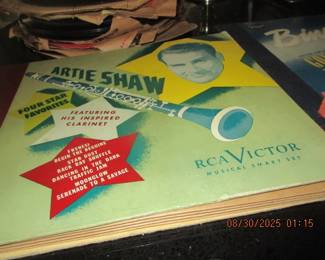 ARTIE SHAW
FOUR STAR
FAVORITES
FEATURING
HIS INSPIRED
CLARINET
FRENESI
BEGIN THE BEGUINE
STAR DUST
BACK BAY SHUFFLE
DANCING IN THE DARK
TRAFFIC JAM
MOONGLOW
SERENADE TO A SAVAGE
RCA VICTOR
MUSICAL SMART SET
Bin
08/30/2025 01:15